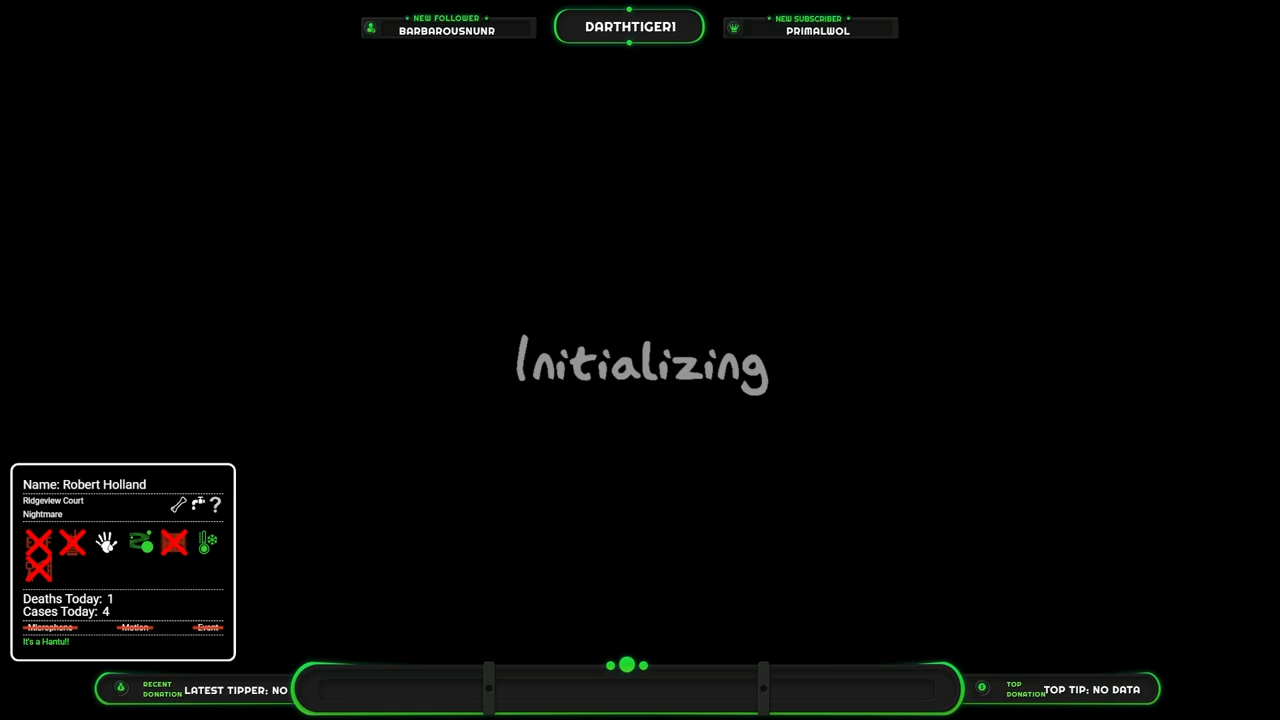 NEW FOLLOWER
BARBAROUSNUNR
DARTHTIGER1
NEW SUBSCRIBER
PRIMALWOL
Initializing
Name: Robert Holland
Ridgeview Court
Nightmare
?
Deaths Today: 1
Cases Today: 4
Microphone Motion Event
It's a Hantu!!
RECENT
DONATION
LATEST TIPPER: NO
TOP
DONATION
TOP TIP: NO DATA